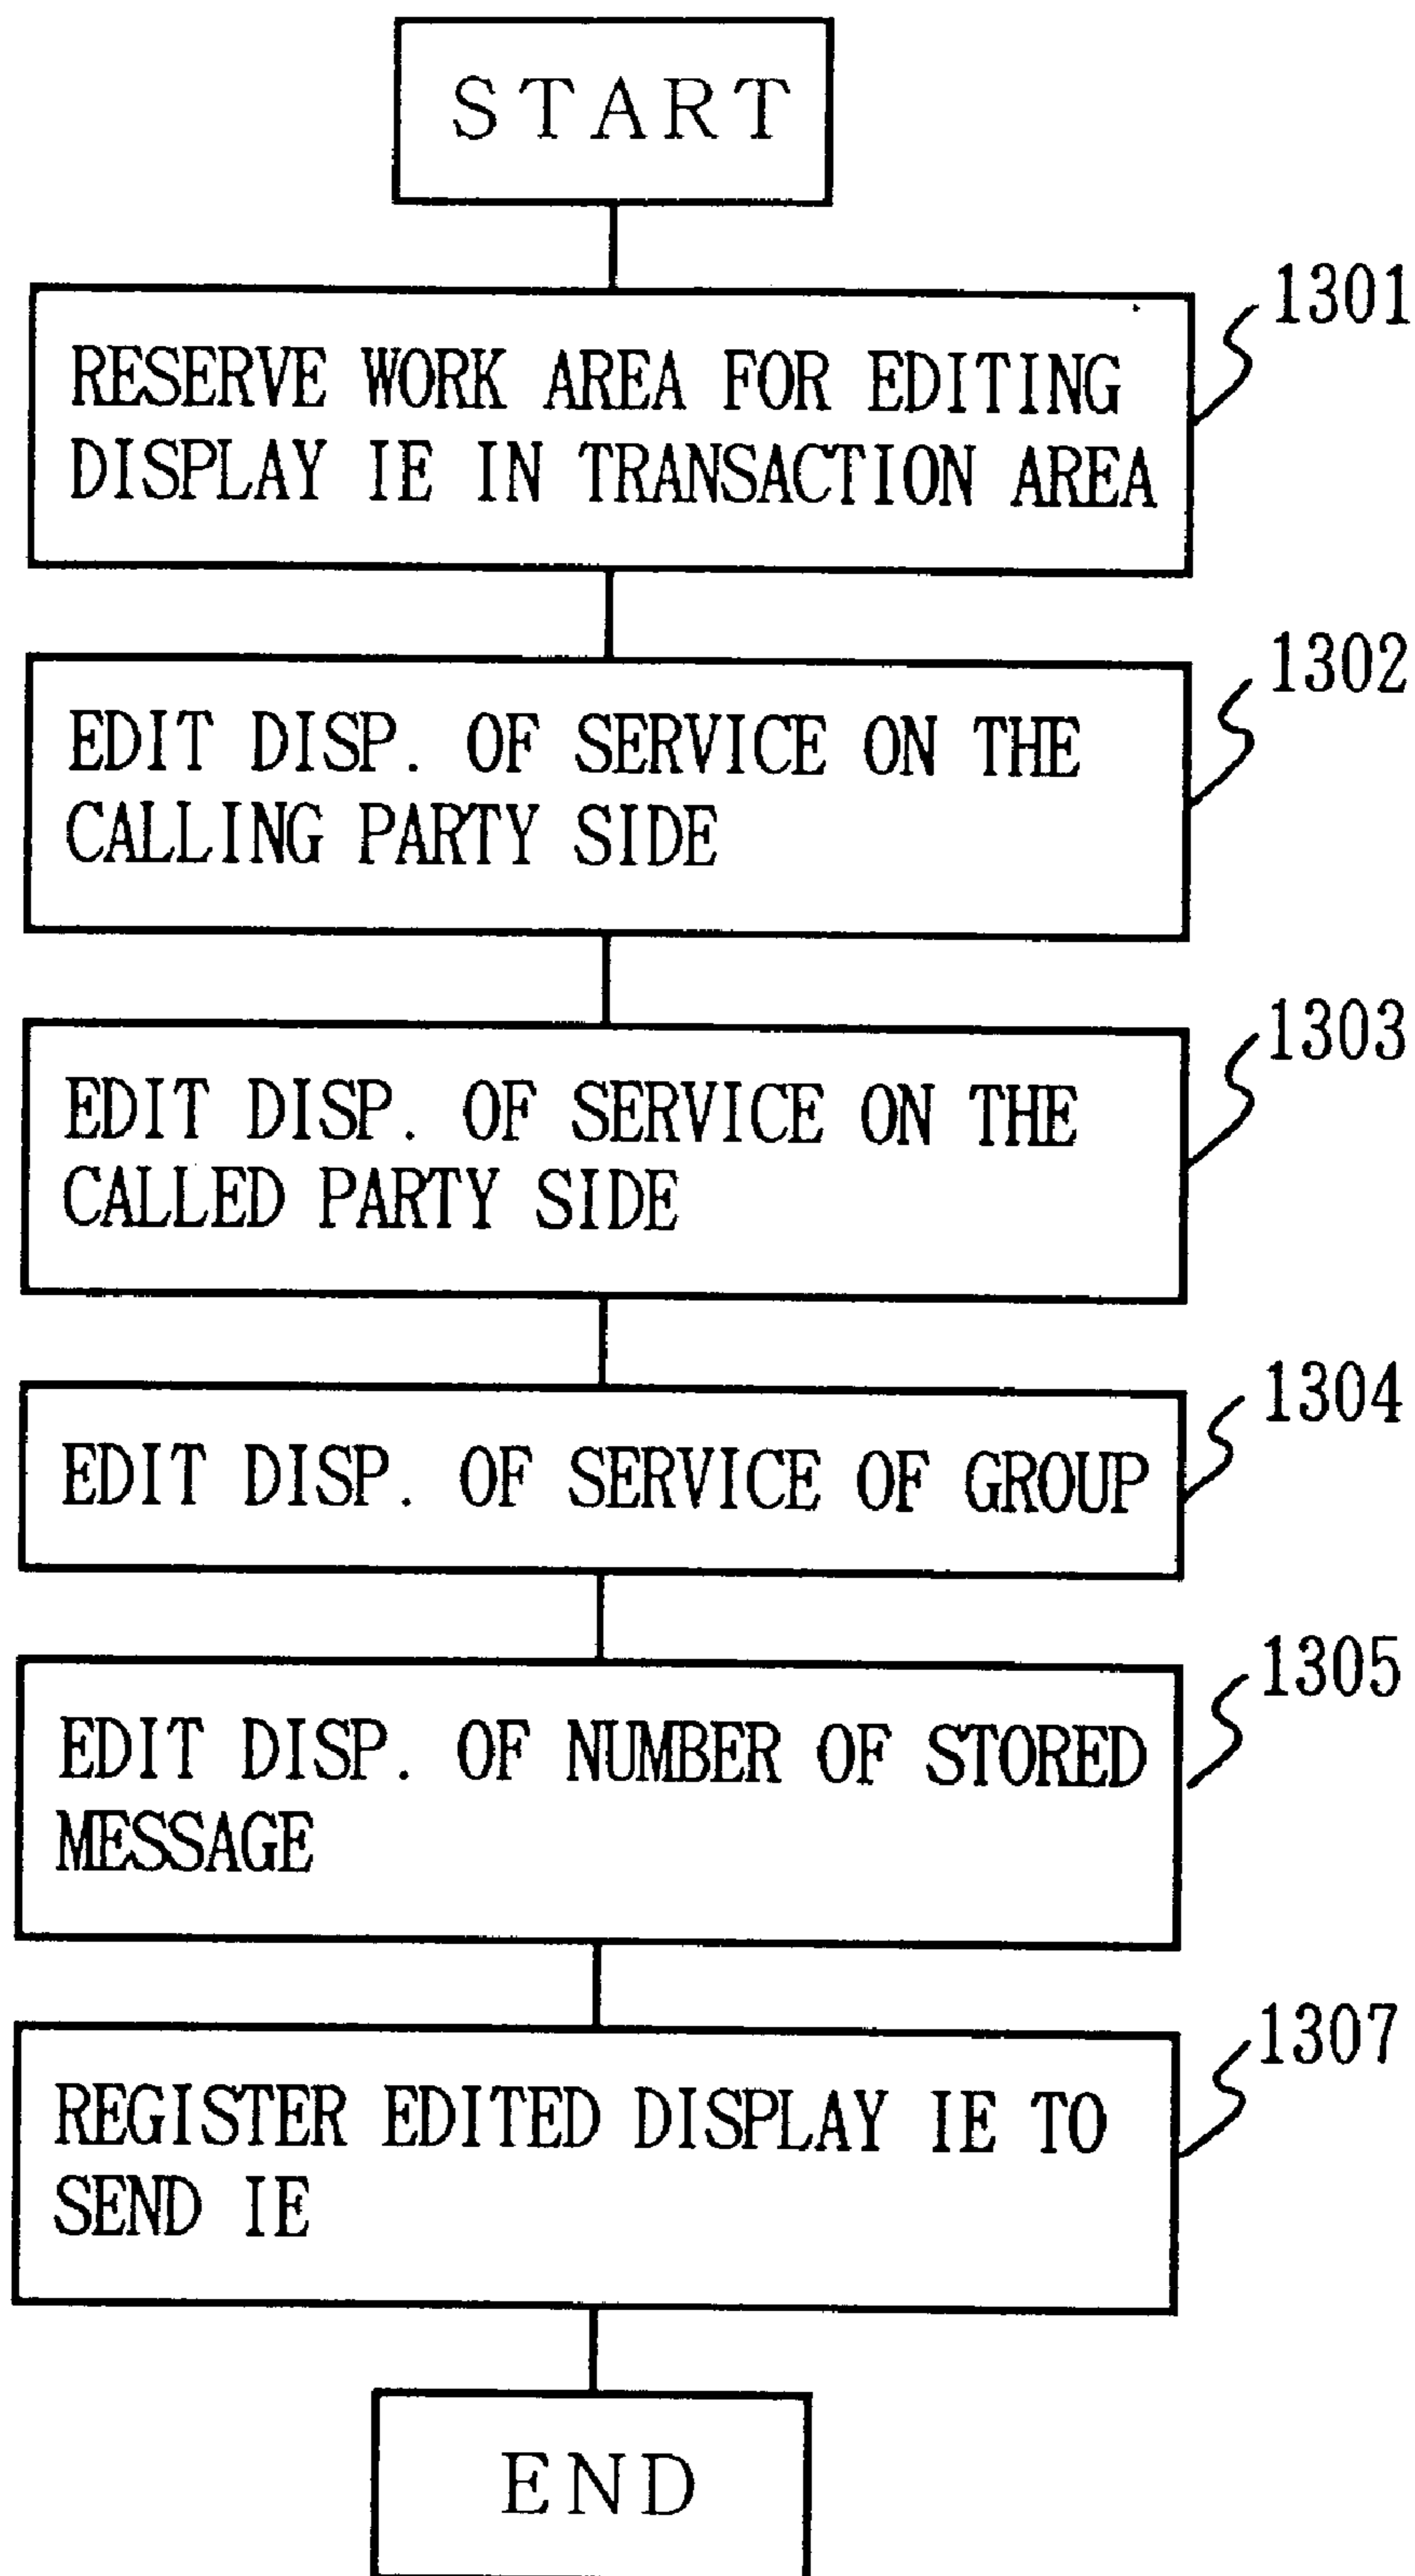 START
1301
RESERVE WORK AREA FOR EDITING
DISPLAY IE IN TRANSACTION AREA
1302
EDIT DISP. OF SERVICE ON THE
CALLING PARTY SIDE
1303
EDIT DISP. OF SERVICE ON THE
CALLED PARTY SIDE
1304
EDIT DISP. OF SERVICE OF GROUP
1305
EDIT DISP. OF NUMBER OF STORED
MESSAGE
1307
REGISTER EDITED DISPLAY IE TO
SEND IE
END